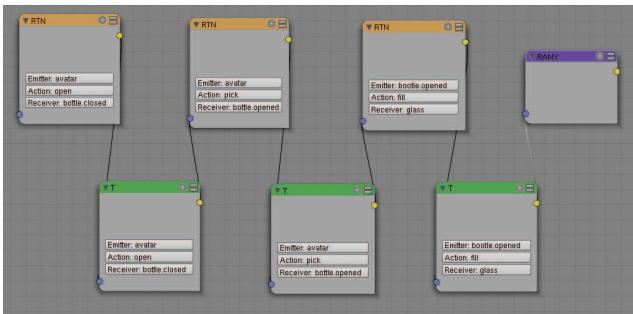 RTN
Emitter: avatar
Action: open
Receiver: bottle.closed
RTN
Emitter: avatar
Action: pick
Receiver: bottle.opened
RTN
Emitter: bootle.opened
Action: fill
Receiver: glass
RANY
T
Emitter: avatar
Action: open
Receiver: bottle.closed
T
Emitter: avatar
Action: pick
Receiver: bottle.opened
T
Emitter: bootle.opened
Action: fill
Receiver: glass